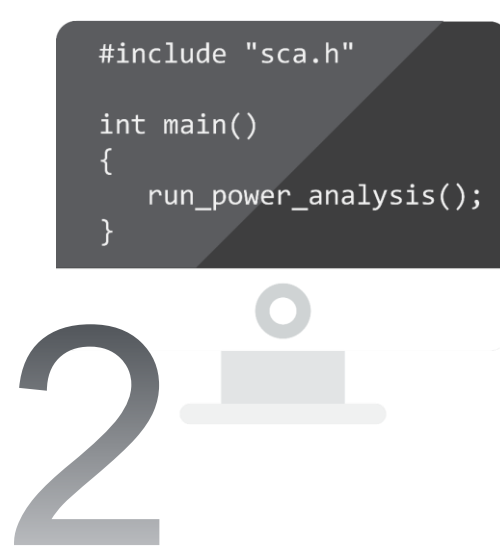 #include "sca.h"
int main()
{
   run_power_analysis();
}
2